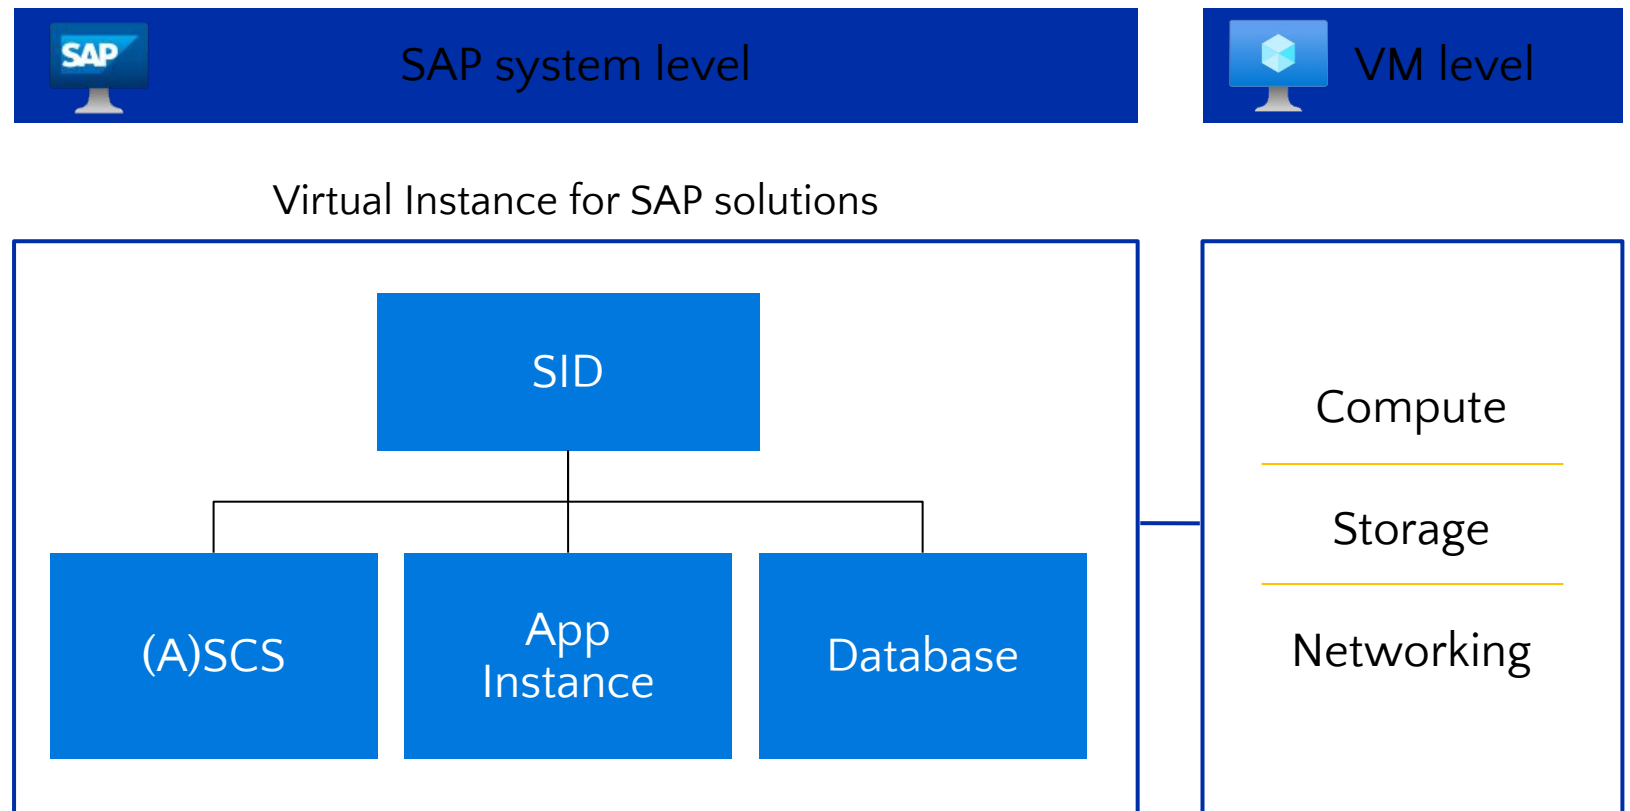 SAP
SAP system level
VM level
Virtual Instance for SAP solutions
SID
(A)SCS
App
Instance
Database
Compute
Storage
Networking